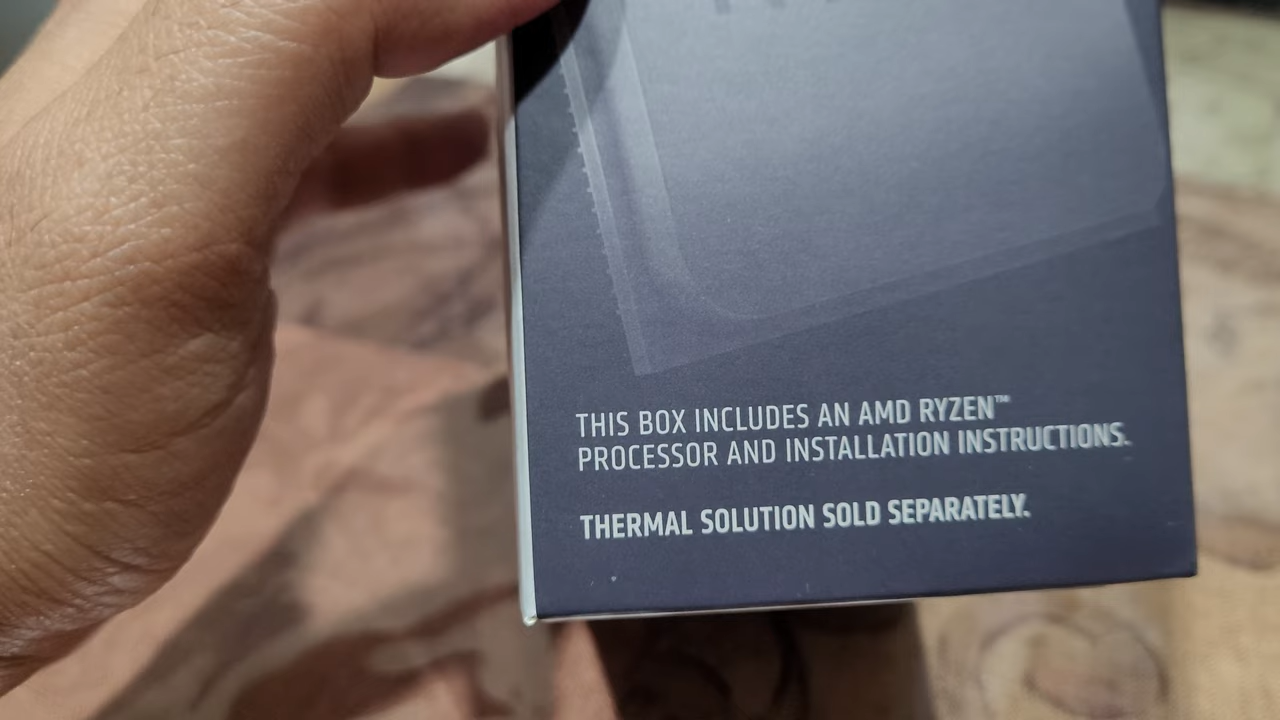 THIS BOX INCLUDES AN AMD RYZEN™
PROCESSOR AND INSTALLATION INSTRUCTIONS.
THERMAL SOLUTION SOLD SEPARATELY.